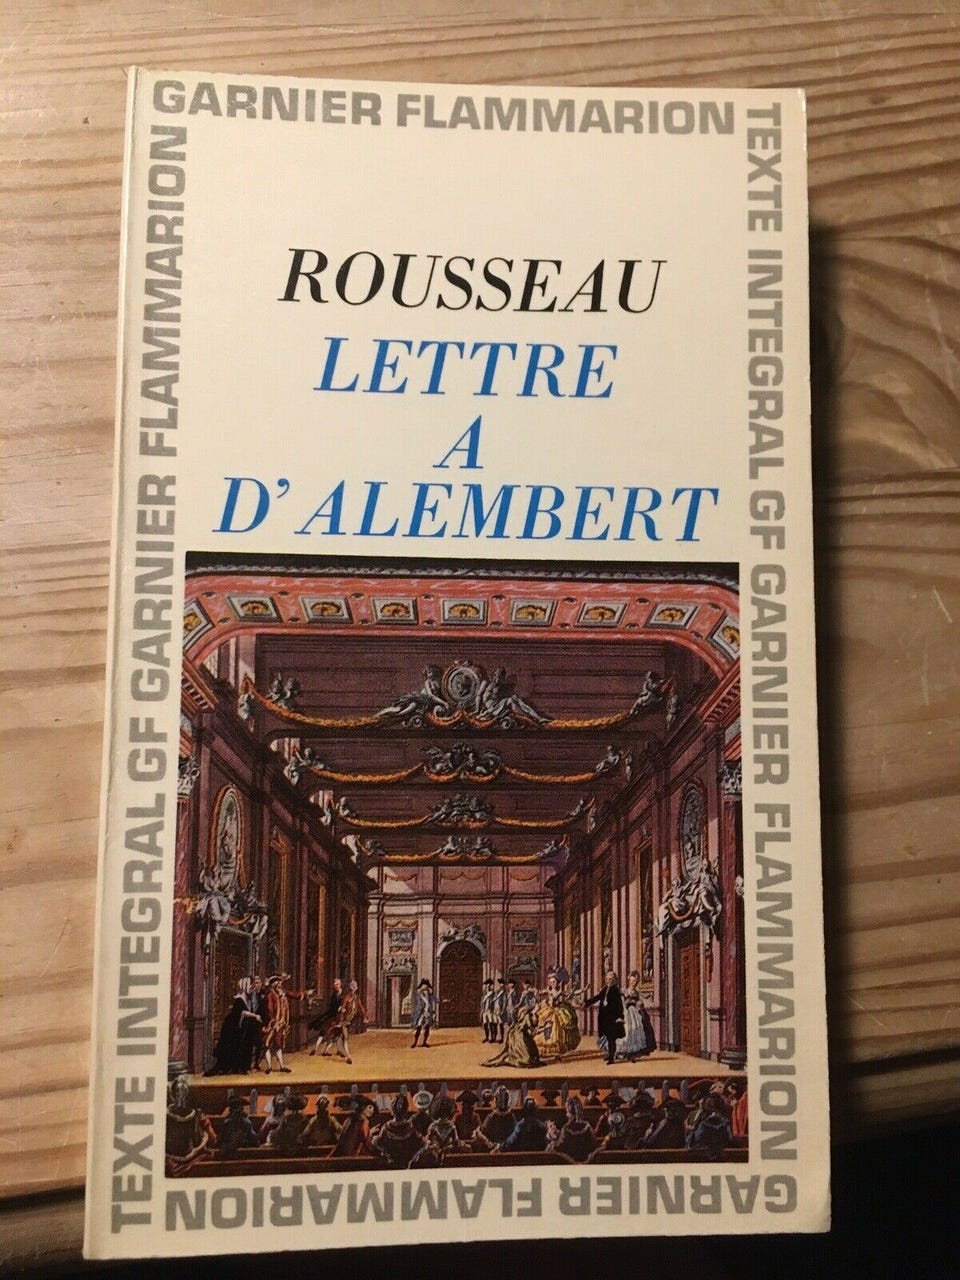 GARNIER FLAMMARION
TEXTE INTEGRAL GF GARNIER FLAMMARION
ROUSSEAU
LETTRE
A
D'ALEMBERT
TEXTE INTEGRAL GF GARNIER FLAMMARION
GARNIER FLAMMARION